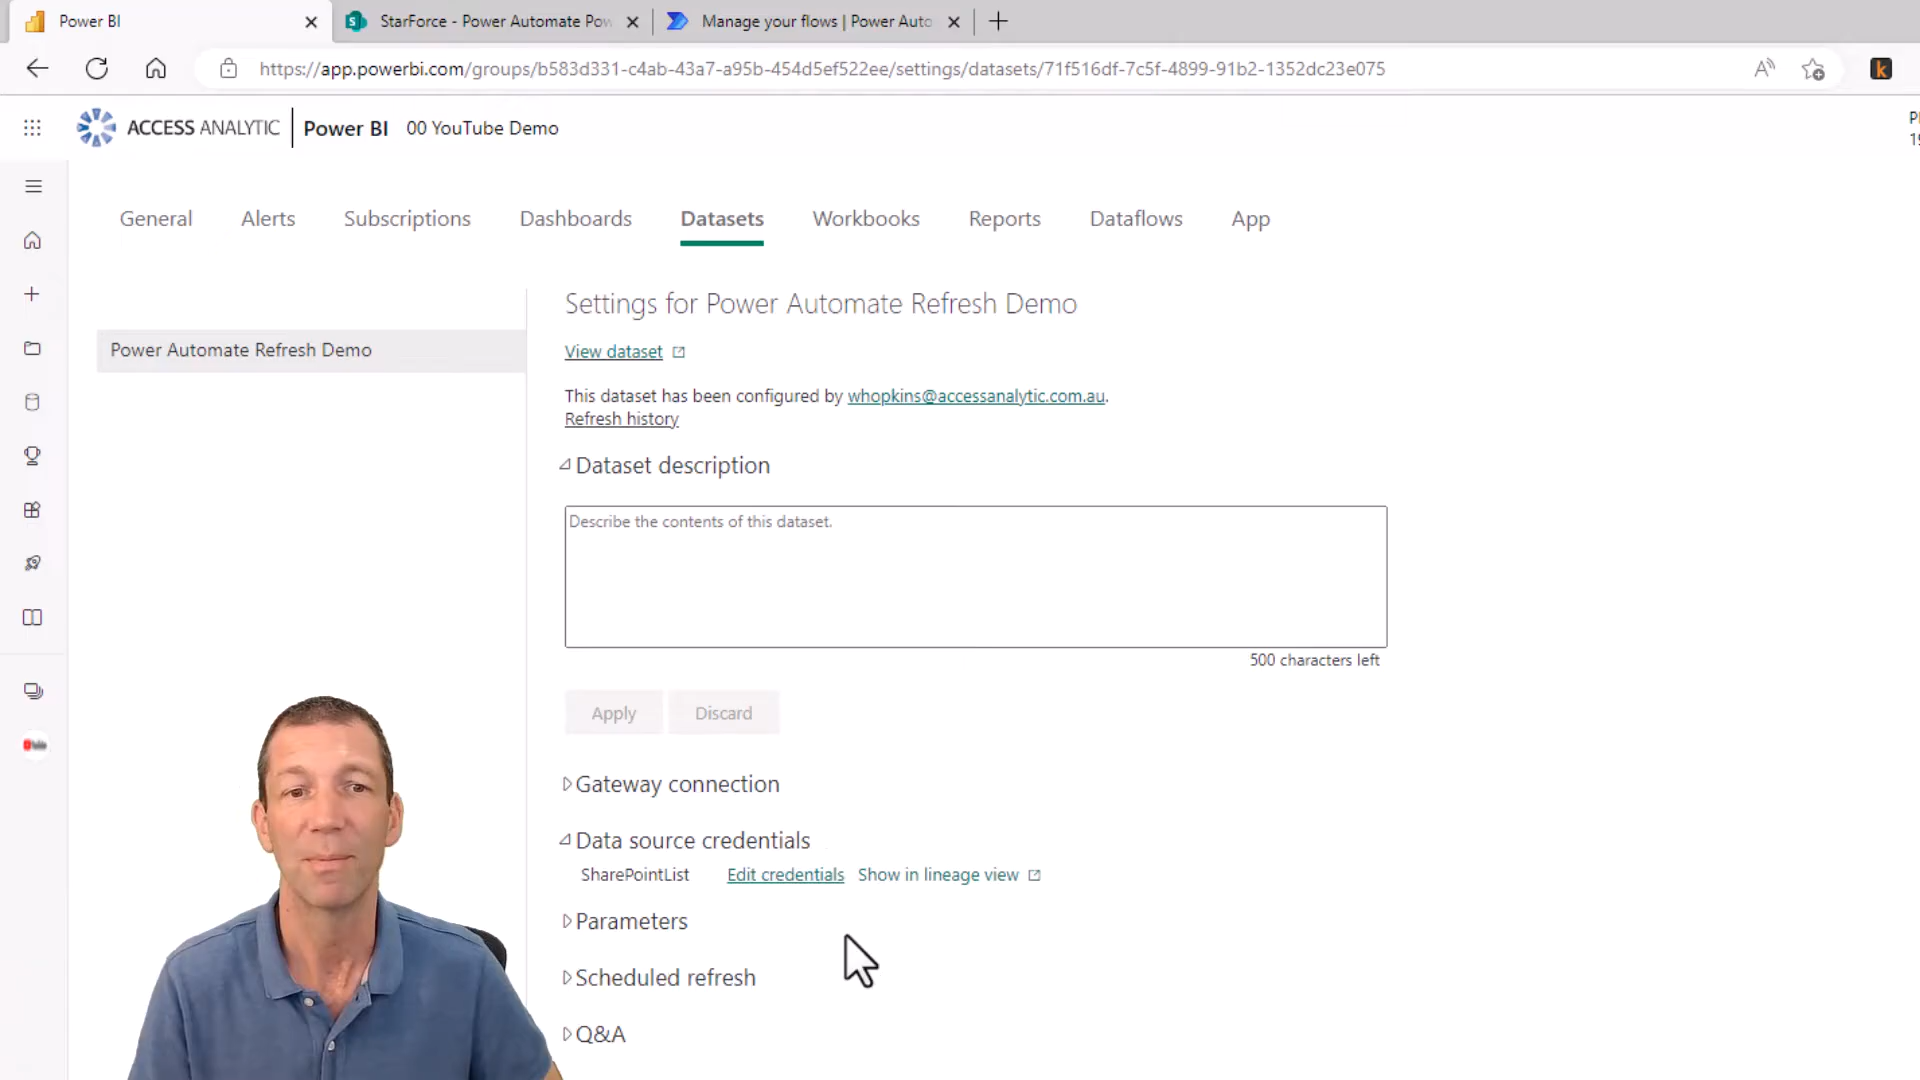 Power BI
StarForce - Power Automate Pow
Manage your flows | Power Auto
https://app.powerbi.com/groups/b583d331-c4ab-43a7-a95b-454d5ef522ee/settings/datasets/71f516df-7c5f-4899-91b2-1352dc23e075
ACCESS ANALYTIC
Power BI
00 YouTube Demo
General
Alerts
Subscriptions
Dashboards
Datasets
Workbooks
Reports
Dataflows
App
Power Automate Refresh Demo
Settings for Power Automate Refresh Demo
View dataset
This dataset has been configured by whopkins@accessanalytic.com.au.
Refresh history
Dataset description
Describe the contents of this dataset.
500 characters left
Apply
Discard
Gateway connection
Data source credentials
SharePointList
Edit credentials
Show in lineage view
Parameters
Scheduled refresh
Q&A